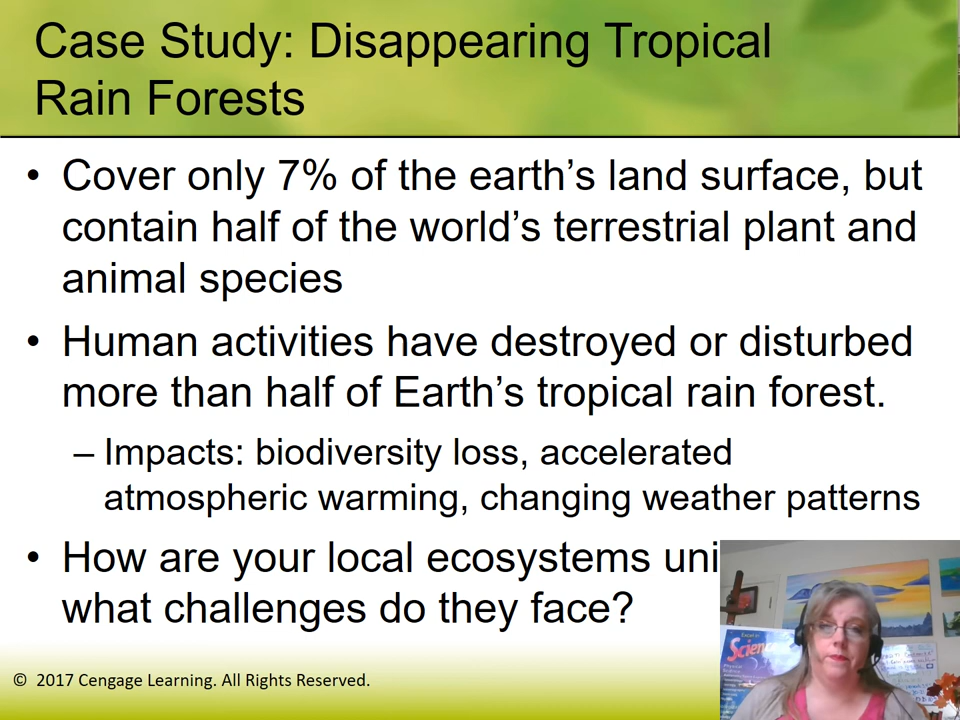 Case Study: Disappearing Tropical
Rain Forests
• Cover only 7% of the earth’s land surface, but
contain half of the world’s terrestrial plant and
animal species
• Human activities have destroyed or disturbed
more than half of Earth’s tropical rain forest.
– Impacts: biodiversity loss, accelerated
atmospheric warming, changing weather patterns
• How are your local ecosystems uni
what challenges do they face?
Science
© 2017 Cengage Learning. All Rights Reserved.